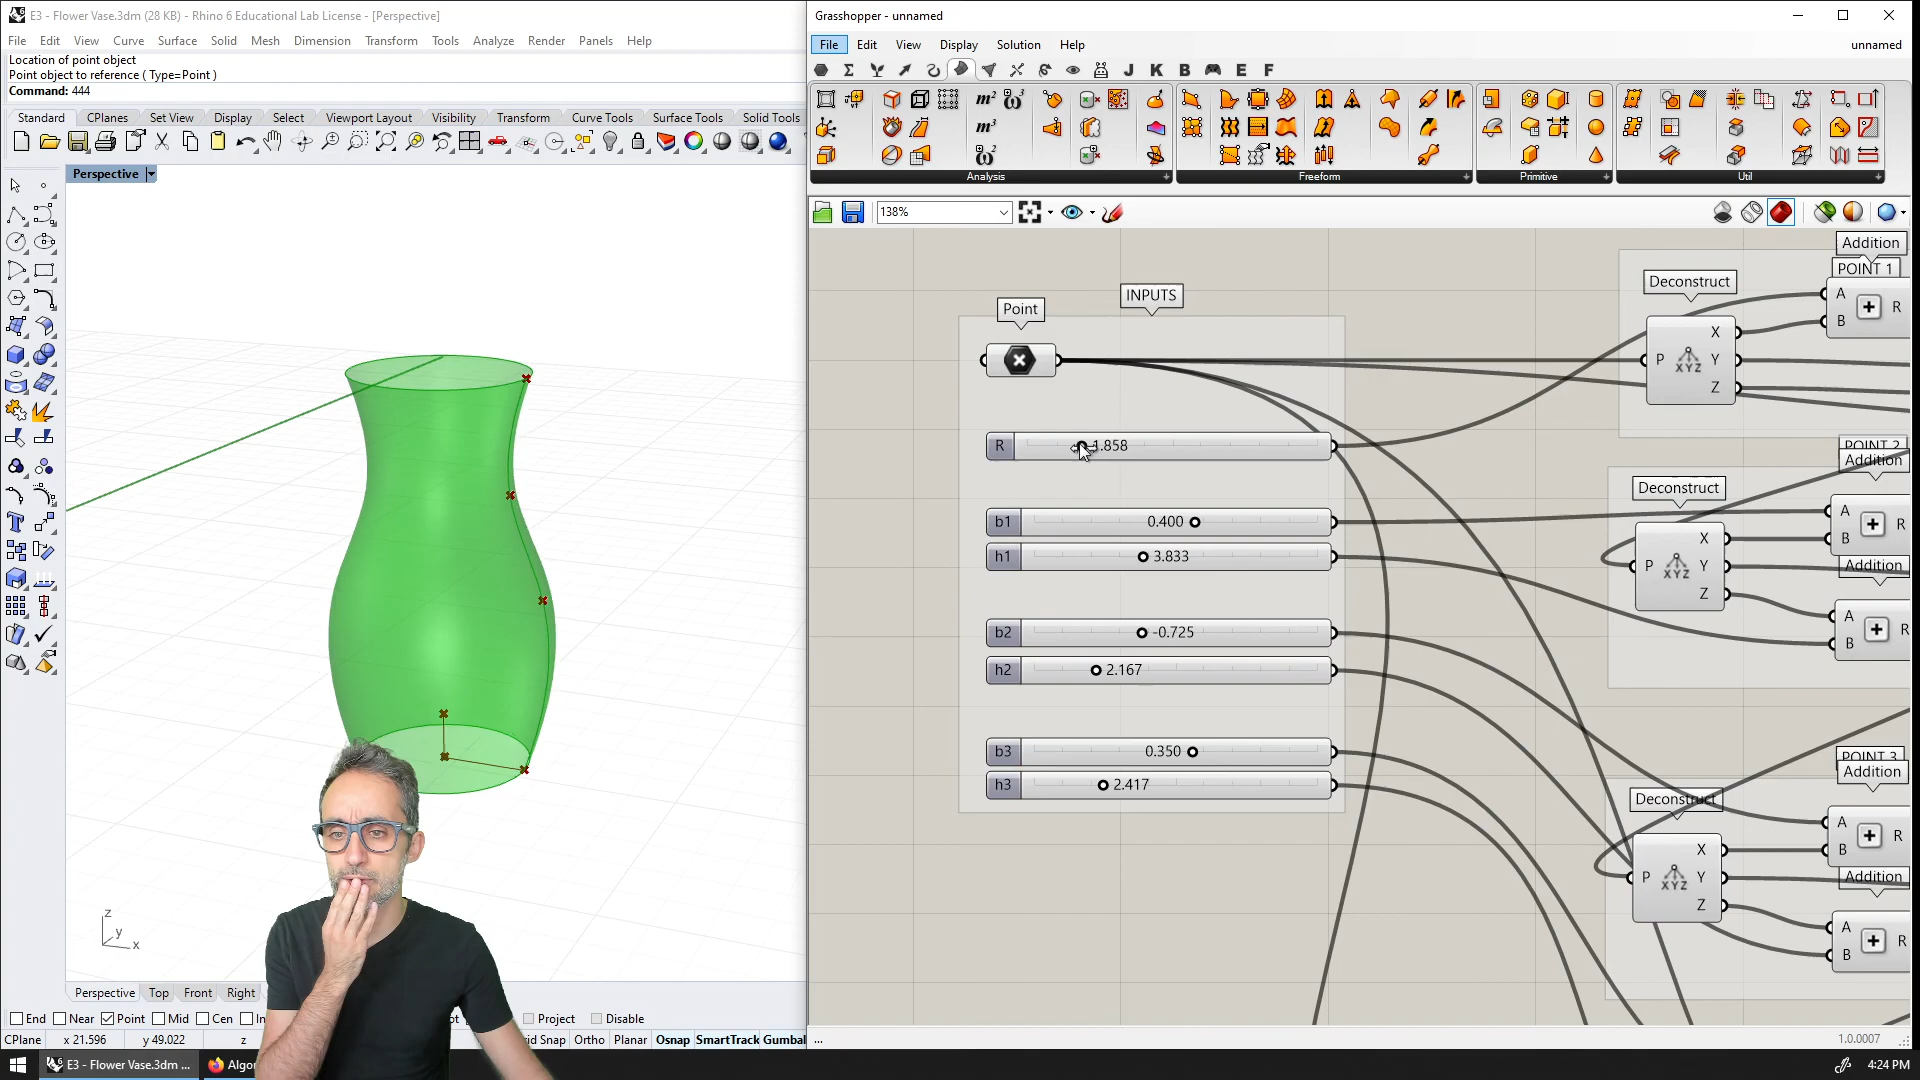 E3 - Flower Vase.3dm (28 KB) - Rhino 6 Educational Lab License - [Perspective]
File Edit View Curve Surface Solid Mesh Dimension Transform Tools Analyze Render Panels Help
Location of point object
Point object to reference ( Type=Point )
Command: 444
Standard CPlanes Set View Display Select Viewport Layout Visibility Transform Curve Tools Surface Tools Solid Tools
Perspective
z
y
x
Perspective Top Front Right
End Near Point Mid Cen Project Disable
CPlane x 21.596 y 49.022 z Snap Ortho Planar Osnap SmartTrack Gumbal
E3 - Flower Vase.3dm ...
Algor
Grasshopper - unnamed
File Edit View Display Solution Help unnamed
J K B E F
Analysis Freeform Primitive Util
138%
Addition
POINT 1
Deconstruct
A
B
R
P X Y Z
XYZ
INPUTS
Point
R 1.858
b1 0.400
h1 3.833
b2 -0.725
h2 2.167
b3 0.350
h3 2.417
POINT 2
Addition
Deconstruct
A
B
R
P X Y Z
XYZ
Addition
A
B
R
POINT 3
Addition
Deconstruct
A
B
R
P X Y Z
XYZ
Addition
A
B
R
...
1.0.0007
4:24 PM